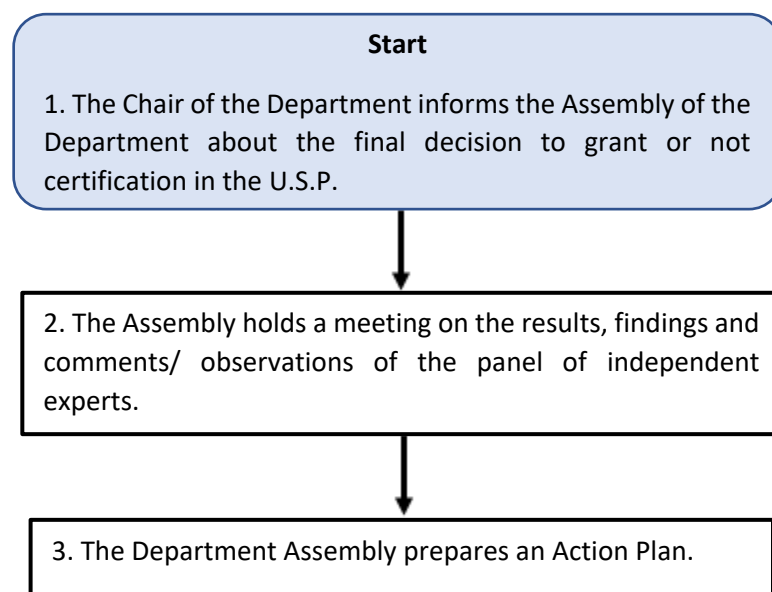 Start
1. The Chair of the Department informs the Assembly of the
Department about the final decision to grant or not
certification in the U.S.P.
2. The Assembly holds a meeting on the results, findings and
comments/ observations of the panel of independent
experts.
3. The Department Assembly prepares an Action Plan.